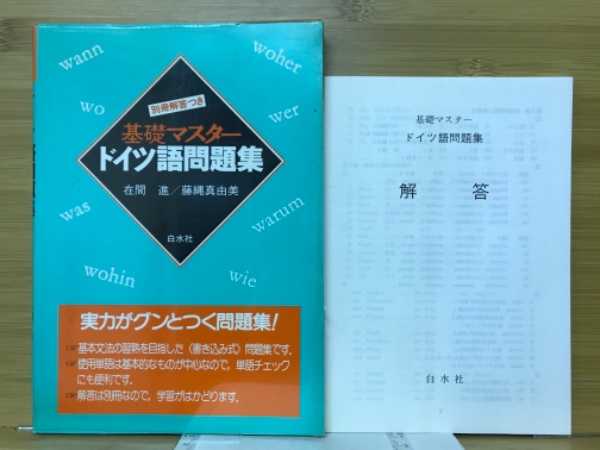 wann
woher
wo
wer
別冊解答つき
基礎マスター
ドイツ語問題集
在間 進／藤縄真由美
was
warum
白水社
wohin
wie
実力がグンとつく問題集!
☞基本文法の習熟を目指した〈書き込み式〉問題集です.
☞使用単語は基本的なものが中心なので, 単語チェック
にも便利です.
☞解答は別冊なので, 学習がはかどります.
基礎マスター
ドイツ語問題集
解 答
白水社